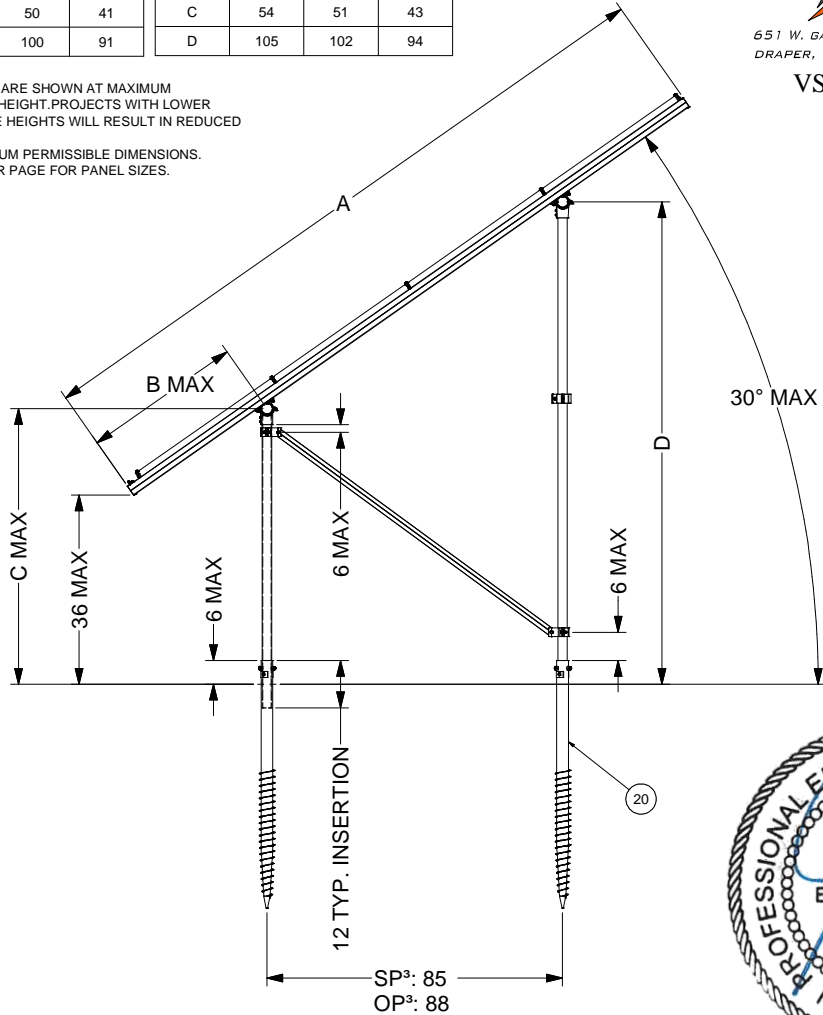 50 41
100 91
C 54 51 43
D 105 102 94
ARE SHOWN AT MAXIMUM
HEIGHT.PROJECTS WITH LOWER
HEIGHTS WILL RESULT IN REDUCED
UM PERMISSIBLE DIMENSIONS.
PAGE FOR PANEL SIZES.
651 W. GA
DRAPER,
VS
A
B MAX
C MAX
36 MAX
6 MAX
6 MAX
6 MAX
D
30° MAX
12 TYP. INSERTION
20
SP³: 85
OP³: 88
PROFESSIONAL E